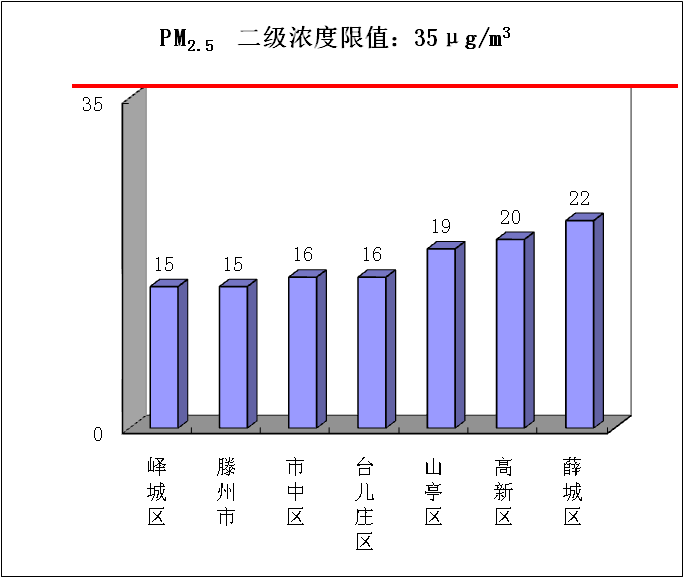 PM2.5 二级浓度限值：35μg/m³
35
22
20
19
16
16
15
15
0
峄城区
滕州市
市中区
台儿庄区
山亭区
高新区
薛城区